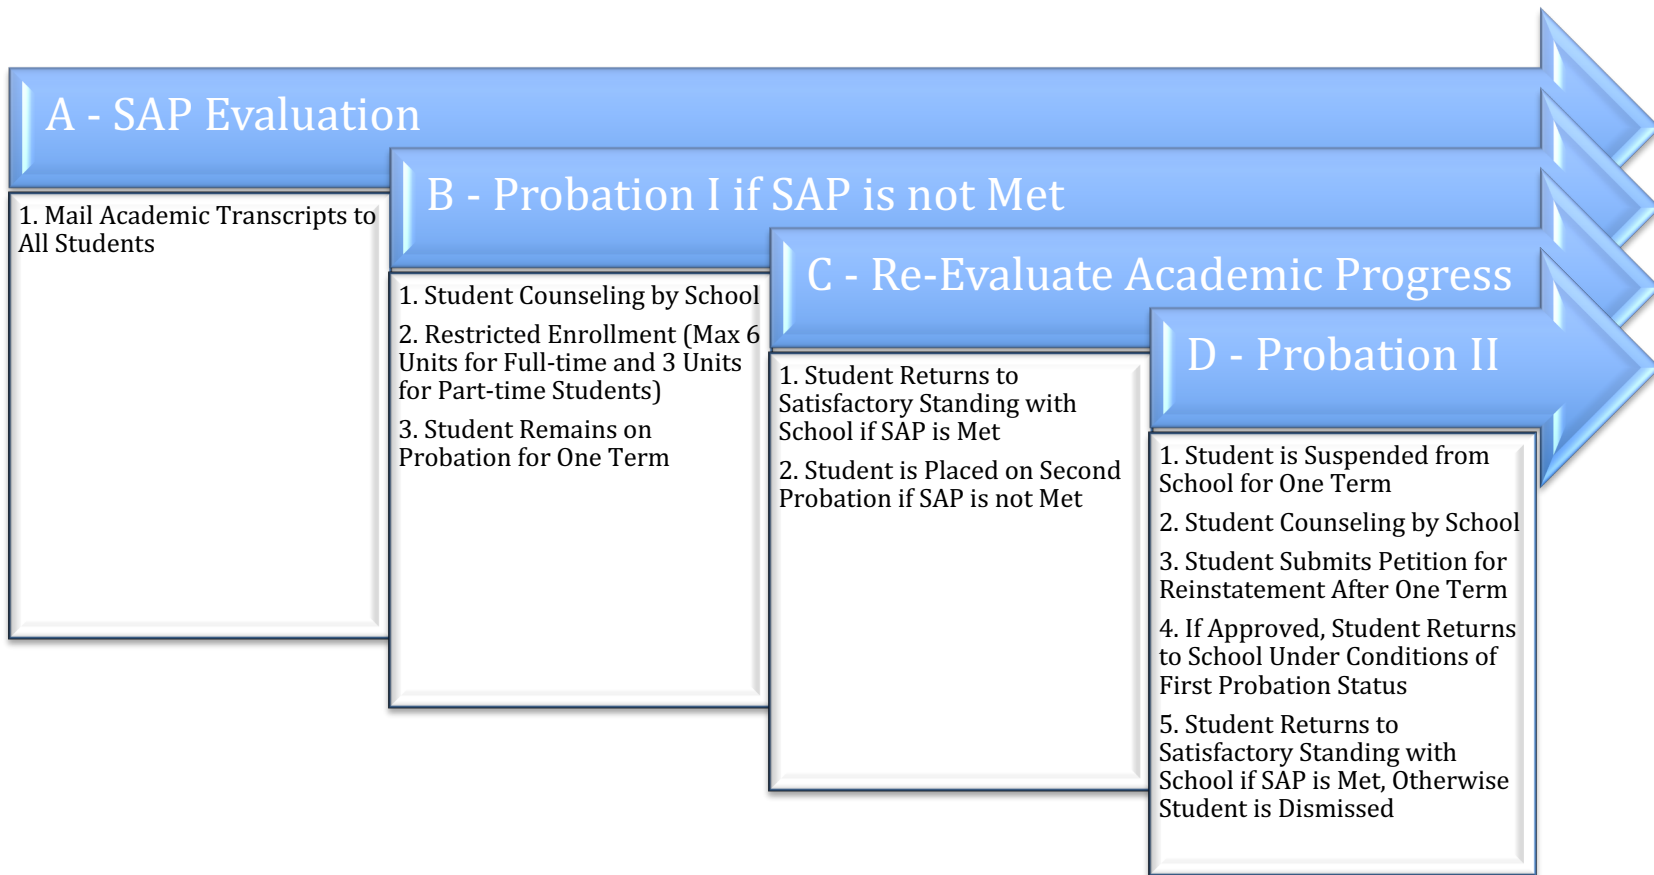 A - SAP Evaluation
1. Mail Academic Transcripts to
All Students
B - Probation I if SAP is not Met
1. Student Counseling by School
2. Restricted Enrollment (Max 6
Units for Full-time and 3 Units
for Part-time Students)
3. Student Remains on
Probation for One Term
C - Re-Evaluate Academic Progress
1. Student Returns to
Satisfactory Standing with
School if SAP is Met
2. Student is Placed on Second
Probation if SAP is not Met
D - Probation II
1. Student is Suspended from
School for One Term
2. Student Counseling by School
3. Student Submits Petition for
Reinstatement After One Term
4. If Approved, Student Returns
to School Under Conditions of
First Probation Status
5. Student Returns to
Satisfactory Standing with
School if SAP is Met, Otherwise
Student is Dismissed